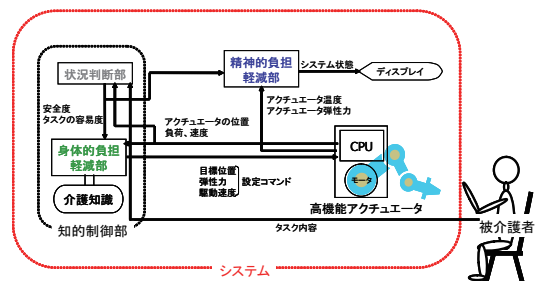 状況判断部
精神的負担
軽減部
システム状態
ディスプレイ
安全度
タスクの容易度
アクチュエータの位置
負荷、速度
アクチュエータ温度
アクチュエータ弾性力
身体的負担
軽減部
CPU
モータ
目標位置
弾性力
駆動速度
設定コマンド
介護知識
高機能アクチュエータ
知的制御部
タスク内容
被介護者
システム